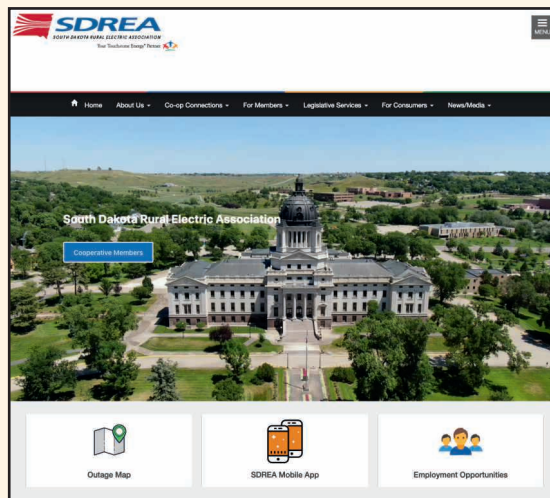 SDREA
SOUTH DAKOTA RURAL ELECTRIC ASSOCIATION
Your Touchstone Energy® Partner
MENU
Home About Us Co-op Connections For Members Legislative Services For Consumers News/Media
South Dakota Rural Electric Association
Cooperative Members
Outage Map SDREA Mobile App Employment Opportunities